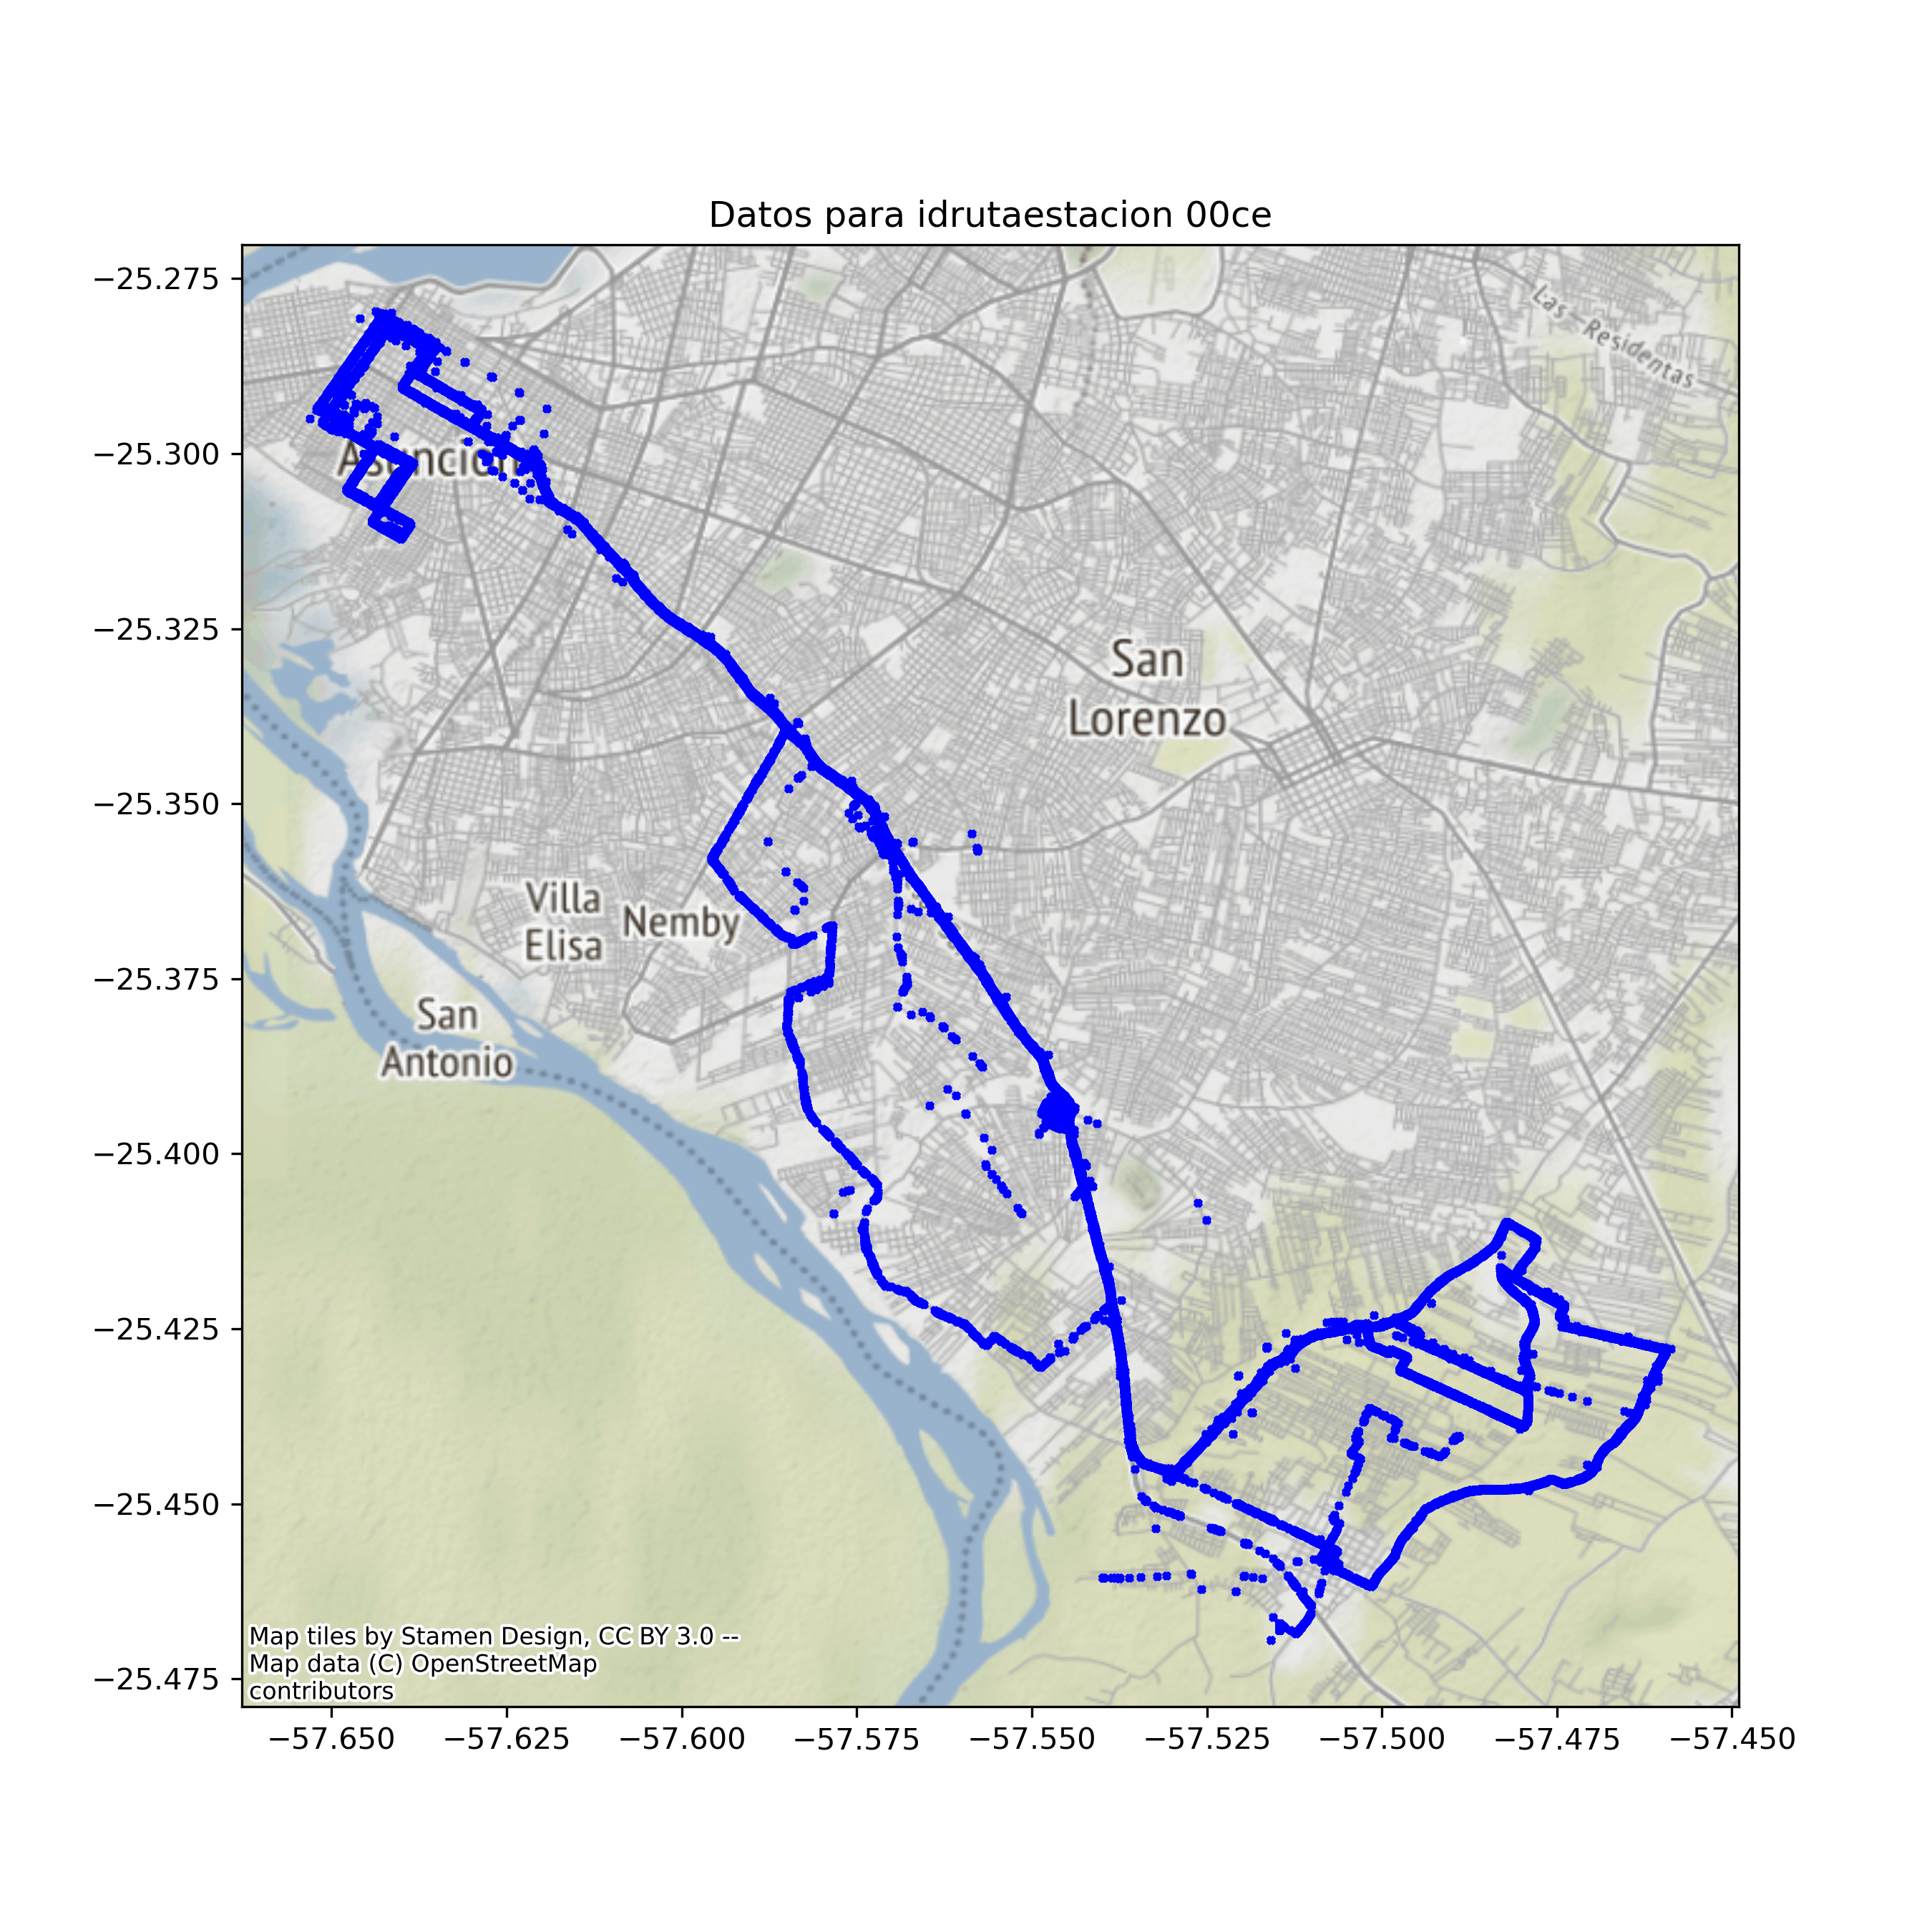 Datos para idrutaestacion 00ce
−25.275
−25.300
−25.325
−25.350
−25.375
−25.400
−25.425
−25.450
−25.475
Las Residentas
Asuncion
San
Lorenzo
Villa
Elisa
Nemby
San
Antonio
Map tiles by Stamen Design, CC BY 3.0 --
Map data (C) OpenStreetMap
contributors
−57.650
−57.625
−57.600
−57.575
−57.550
−57.525
−57.500
−57.475
−57.450